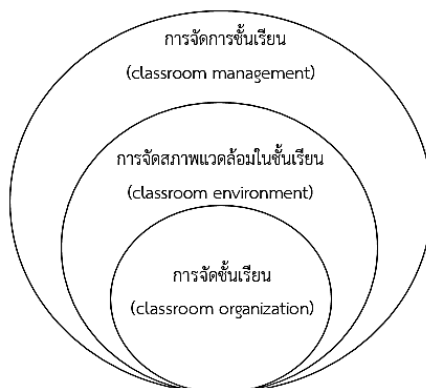 การจัดการชั้นเรียน
(classroom management)
การจัดสภาพแวดล้อมในชั้นเรียน
(classroom environment)
การจัดชั้นเรียน
(classroom organization)